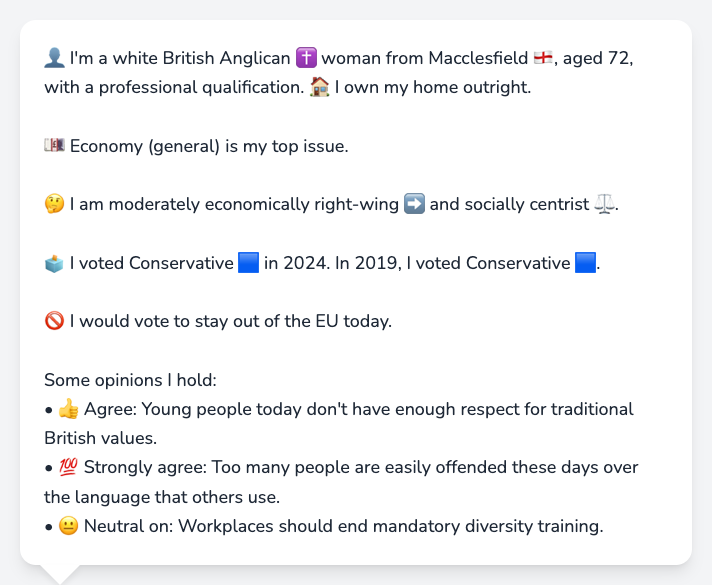 👤 I'm a white British Anglican ✝️ woman from Macclesfield 🏴󠁧󠁢󠁥󠁮󠁧󠁿, aged 72,
with a professional qualification. 🏠 I own my home outright.
💷 Economy (general) is my top issue.
🤔 I am moderately economically right-wing ➡️ and socially centrist ⚖️.
🗳️ I voted Conservative 🟦 in 2024. In 2019, I voted Conservative 🟦.
🚫 I would vote to stay out of the EU today.
Some opinions I hold:
• 👍 Agree: Young people today don't have enough respect for traditional
British values.
• 💯 Strongly agree: Too many people are easily offended these days over
the language that others use.
• 😐 Neutral on: Workplaces should end mandatory diversity training.